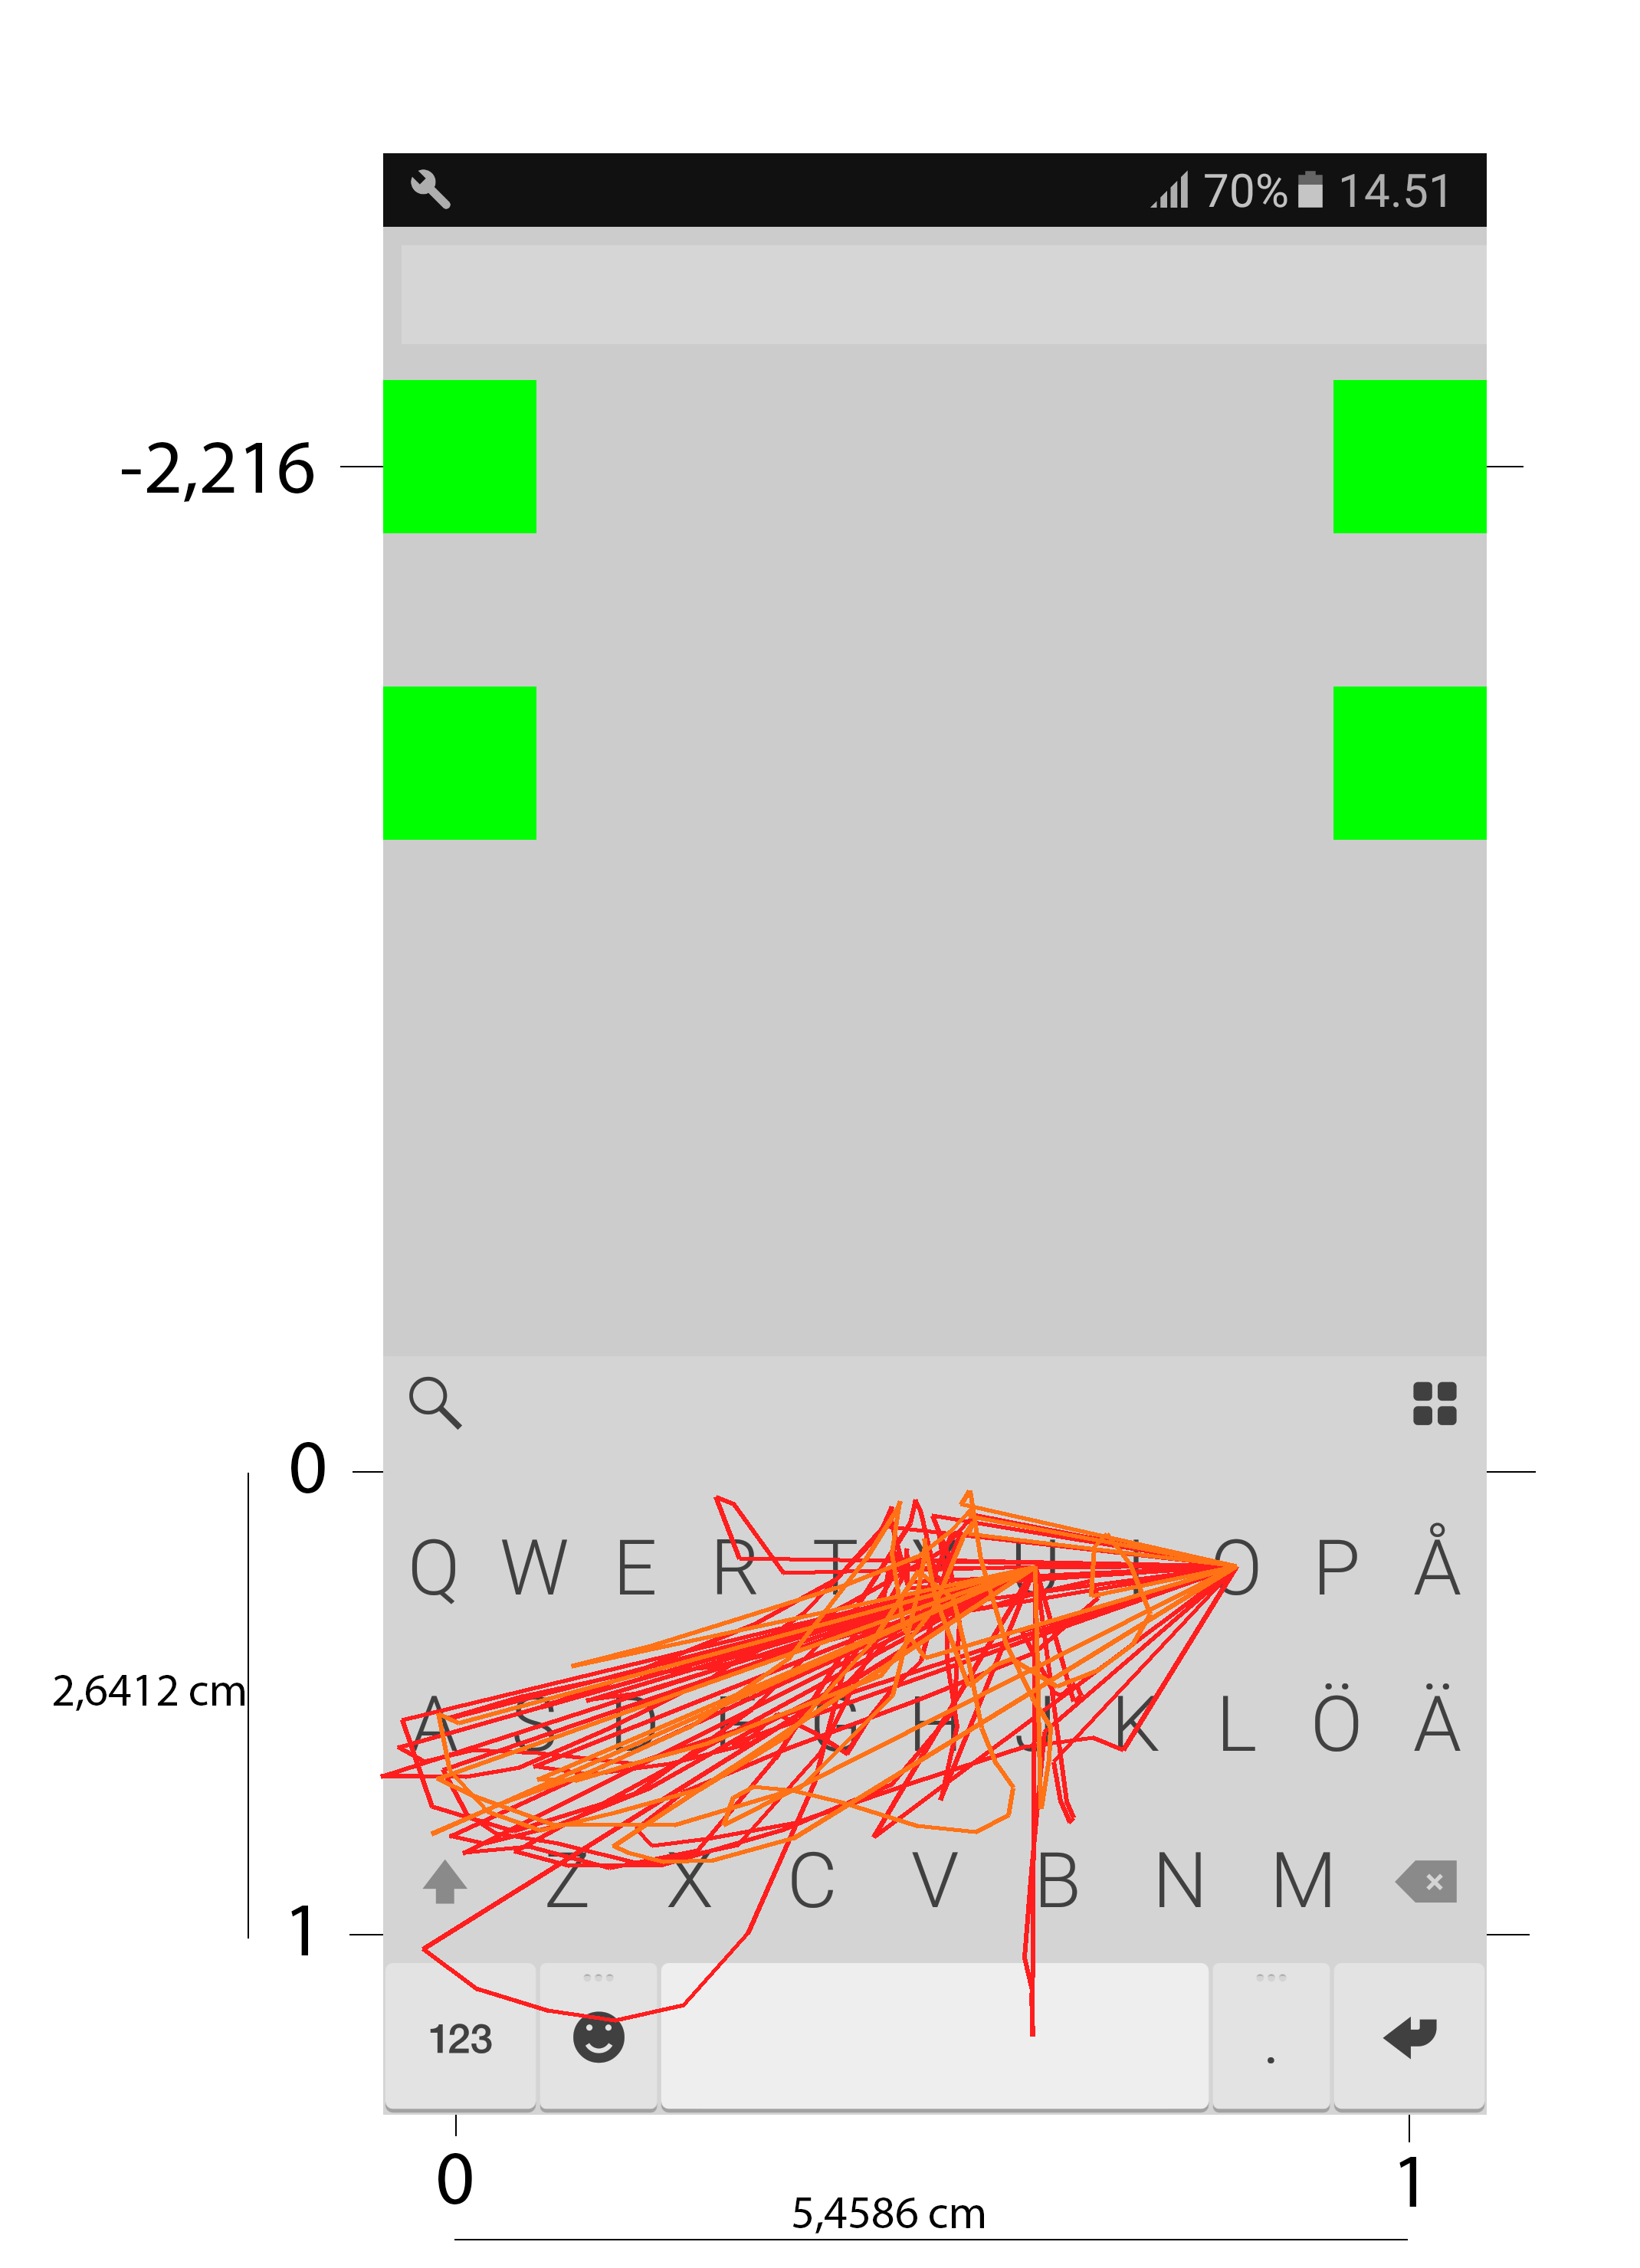 70% 14.51
-2,216
0
Q W E R T Y U I O P Å
2,6412 cm
A S D F G H J K L Ö Ä
Z X C V B N M
1
123 .
0 1
5,4586 cm